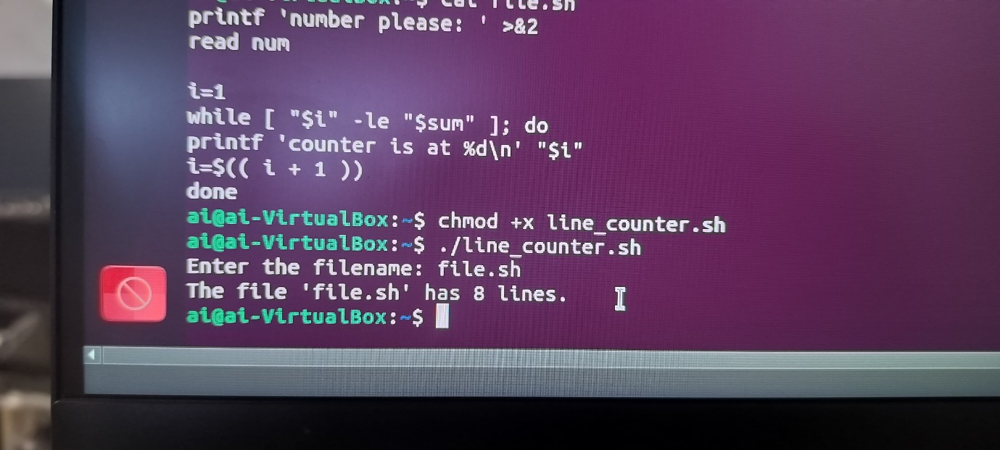 $ cat file.sh
printf 'number please: ' >&2
read num
i=1
while [ "$i" -le "$sum" ]; do
printf 'counter is at %d\n' "$i"
i=$(( i + 1 ))
done
ai@ai-VirtualBox:~$ chmod +x line_counter.sh
ai@ai-VirtualBox:~$ ./line_counter.sh
Enter the filename: file.sh
The file 'file.sh' has 8 lines.
ai@ai-VirtualBox:~$